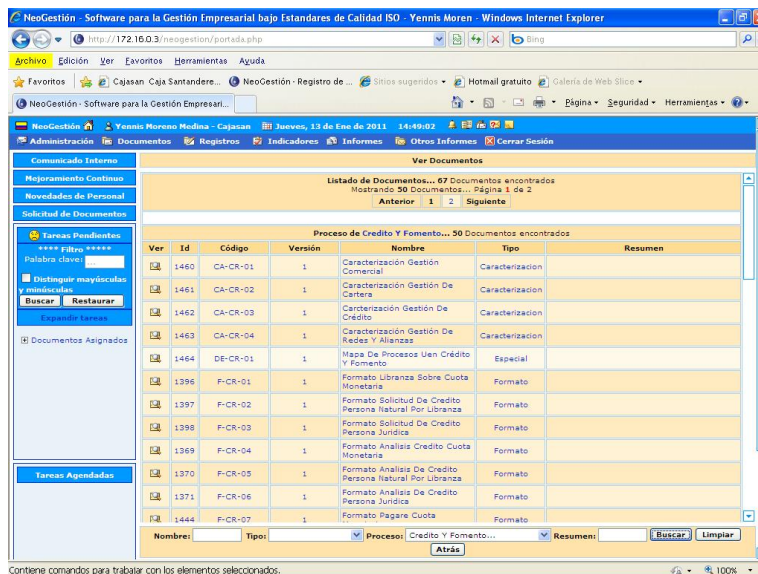 NeoGestión - Software para la Gestión Empresarial bajo Estandares de Calidad ISO - Yennis Moren - Windows Internet Explorer
http://172.16.0.3/neogestion/portada.php
Bing
Archivo Edición Ver Favoritos Herramientas Ayuda
Favoritos Cajasan Caja Santandere... NeoGestión - Registro de ... Sitios sugeridos Hotmail gratuito Galería de Web Slice
NeoGestión - Software para la Gestión Empresari...
Página Seguridad Herramientas
NeoGestión Yennis Moreno Medina - Cajasan Jueves, 13 de Ene de 2011 14:49:02
Administración Documentos Registros Indicadores Informes Otros Informes Cerrar Sesión
Comunicado Interno
Mejoramiento Continuo
Novedades de Personal
Solicitud de Documentos
Tareas Pendientes
**** Filtro *****
Palabra clave: ...
Distinguir mayúsculas
y minúsculas
Buscar Restaurar
Expandir tareas
Documentos Asignados
Tareas Agendadas
Ver Documentos
Listado de Documentos... 67 Documentos encontrados
Mostrando 50 Documentos... Página 1 de 2
Anterior 1 2 Siguiente
Proceso de Credito Y Fomento... 50 Documentos encontrados
Ver Id Código Versión Nombre Tipo Resumen
1460 CA-CR-01 1 Caracterización Gestión Comercial Caracterizacion
1461 CA-CR-02 1 Caracterización Gestión De Cartera Caracterizacion
1462 CA-CR-03 1 Carcterización Gestión De Crédito Caracterizacion
1463 CA-CR-04 1 Caracterización Gestión De Redes Y Alianzas Caracterizacion
1464 DE-CR-01 1 Mapa De Procesos Uen Crédito Y Fomento Especial
1396 F-CR-01 1 Formato Libranza Sobre Cuota Monetaria Formato
1397 F-CR-02 1 Formato Solicitud De Credito Persona Natural Por Libranza Formato
1398 F-CR-03 1 Formato Solicitud De Credito Persona Juridica Formato
1369 F-CR-04 1 Formato Analisis Credito Cuota Monetaria Formato
1370 F-CR-05 1 Formato Analisis De Credito Persona Natural Por Libranza Formato
1371 F-CR-06 1 Formato Analisis De Credito Persona Juridica Formato
1444 F-CR-07 1 Formato Pagare Cuota Formato
Nombre: Tipo: Proceso: Credito Y Fomento... Resumen: Buscar Limpiar
Atrás
Contiene comandos para trabajar con los elementos seleccionados. 100%